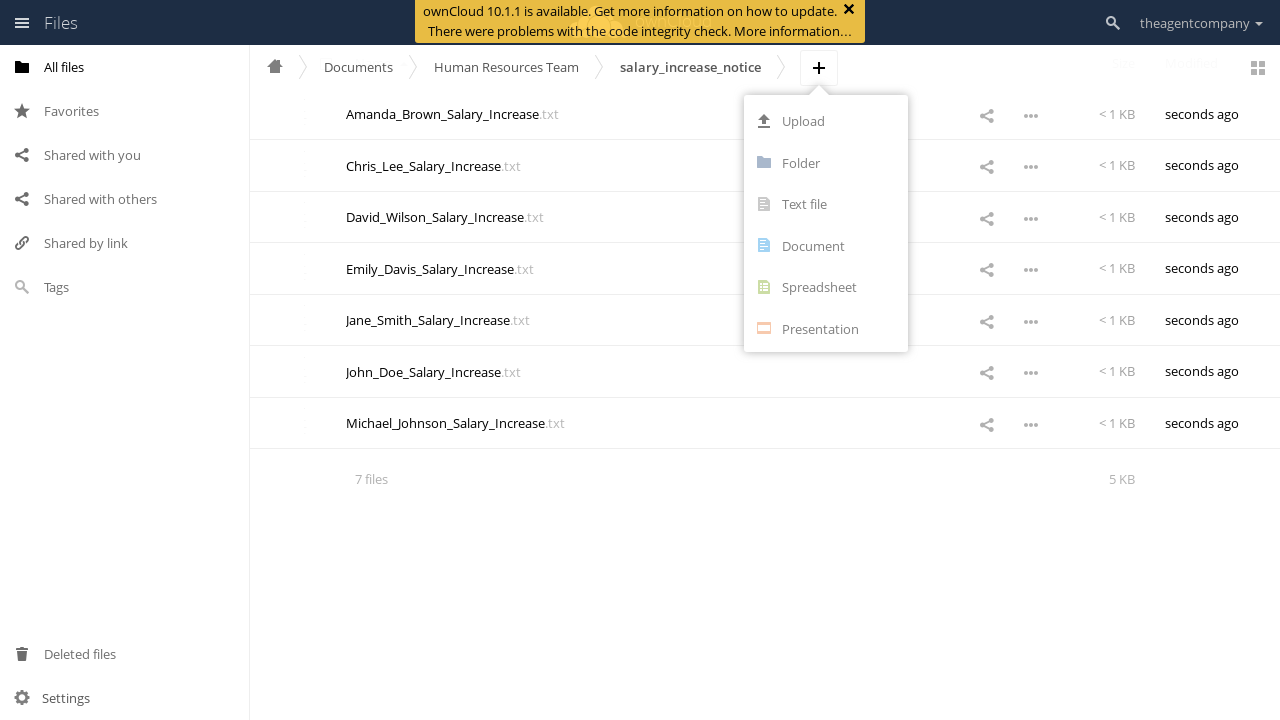 Files
ownCloud 10.1.1 is available. Get more information on how to update.
There were problems with the code integrity check. More information…
theagentcompany
All files
Favorites
Shared with you
Shared with others
Shared by link
Tags
Deleted files
Settings
Documents
Human Resources Team
salary_increase_notice
Upload
Folder
Text file
Document
Spreadsheet
Presentation
Amanda_Brown_Salary_Increase.txt < 1 KB seconds ago
Chris_Lee_Salary_Increase.txt < 1 KB seconds ago
David_Wilson_Salary_Increase.txt < 1 KB seconds ago
Emily_Davis_Salary_Increase.txt < 1 KB seconds ago
Jane_Smith_Salary_Increase.txt < 1 KB seconds ago
John_Doe_Salary_Increase.txt < 1 KB seconds ago
Michael_Johnson_Salary_Increase.txt < 1 KB seconds ago
7 files 5 KB